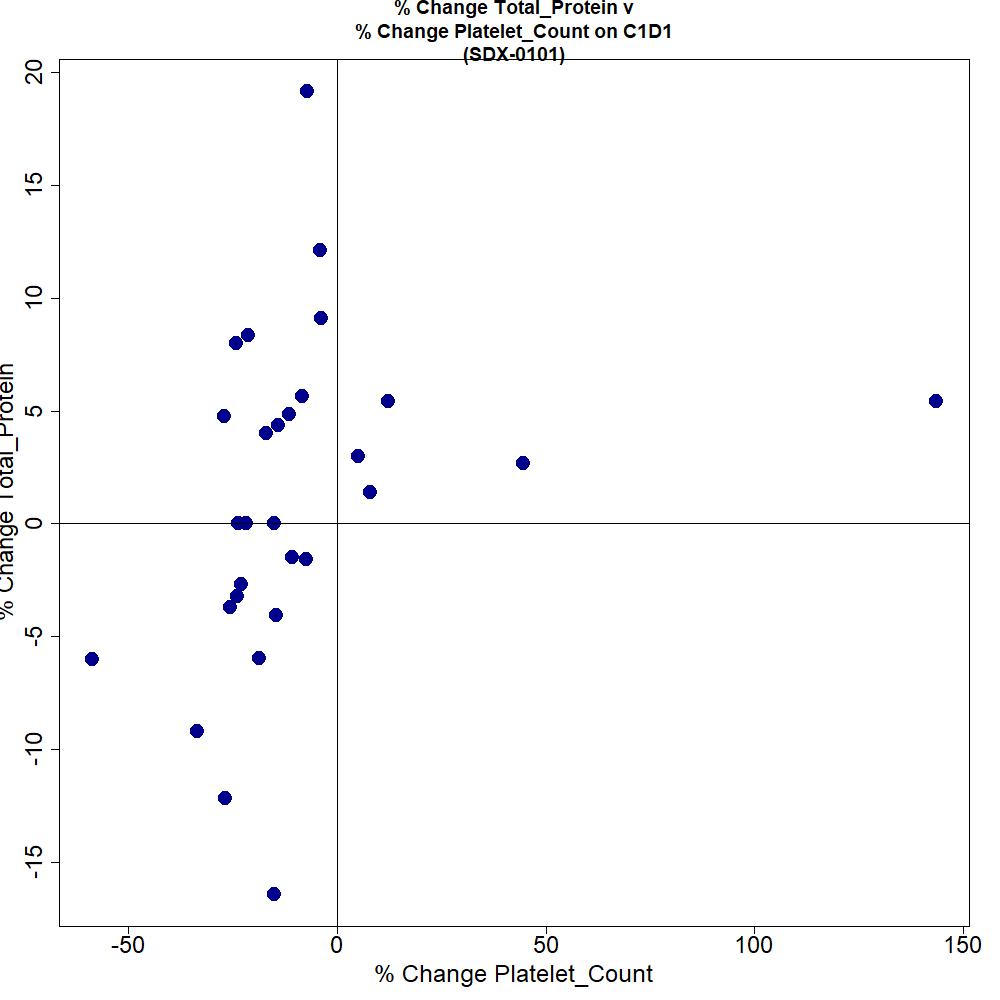 % Change Total_Protein v
% Change Platelet_Count on C1D1
(SDX-0101)
20
15
10
5
0
-5
-10
-15
% Change Total_Protein
-50 0 50 100 150
% Change Platelet_Count